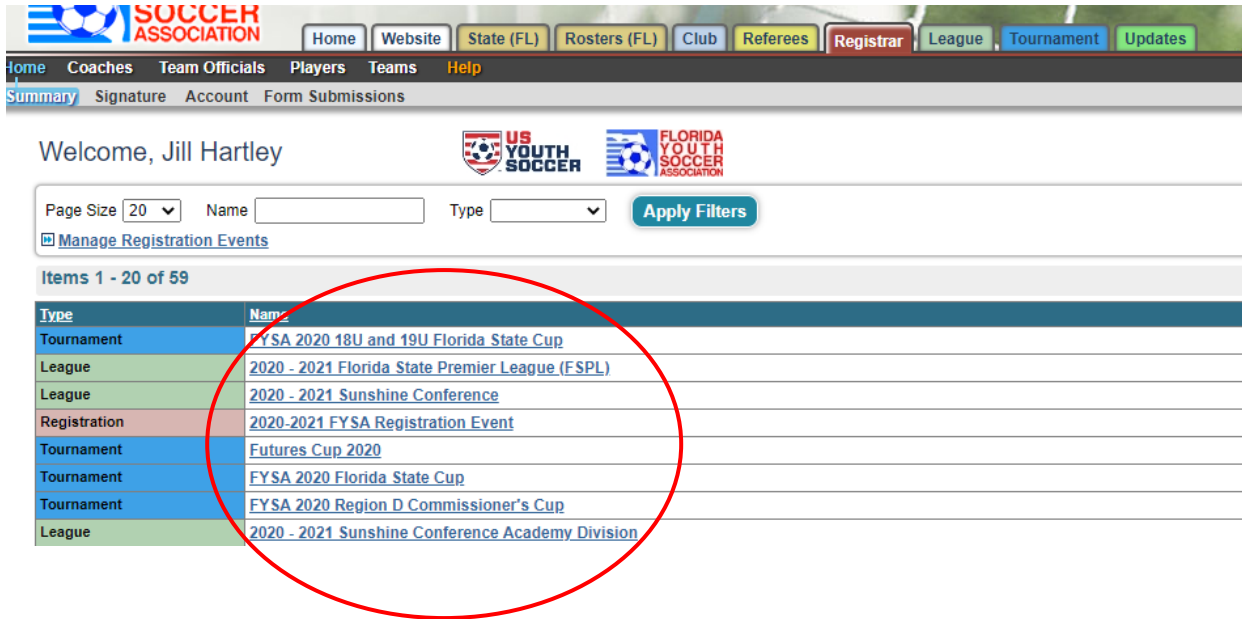 SOCCER
ASSOCIATION
Home Website State (FL) Rosters (FL) Club Referees Registrar League Tournament Updates
Home Coaches Team Officials Players Teams Help
Summary Signature Account Form Submissions
Welcome, Jill Hartley
US YOUTH SOCCER
FLORIDA YOUTH SOCCER ASSOCIATION
Page Size 20 Name Type Apply Filters
Manage Registration Events
Items 1 - 20 of 59
Type Name
Tournament FYSA 2020 18U and 19U Florida State Cup
League 2020 - 2021 Florida State Premier League (FSPL)
League 2020 - 2021 Sunshine Conference
Registration 2020-2021 FYSA Registration Event
Tournament Futures Cup 2020
Tournament FYSA 2020 Florida State Cup
Tournament FYSA 2020 Region D Commissioner's Cup
League 2020 - 2021 Sunshine Conference Academy Division